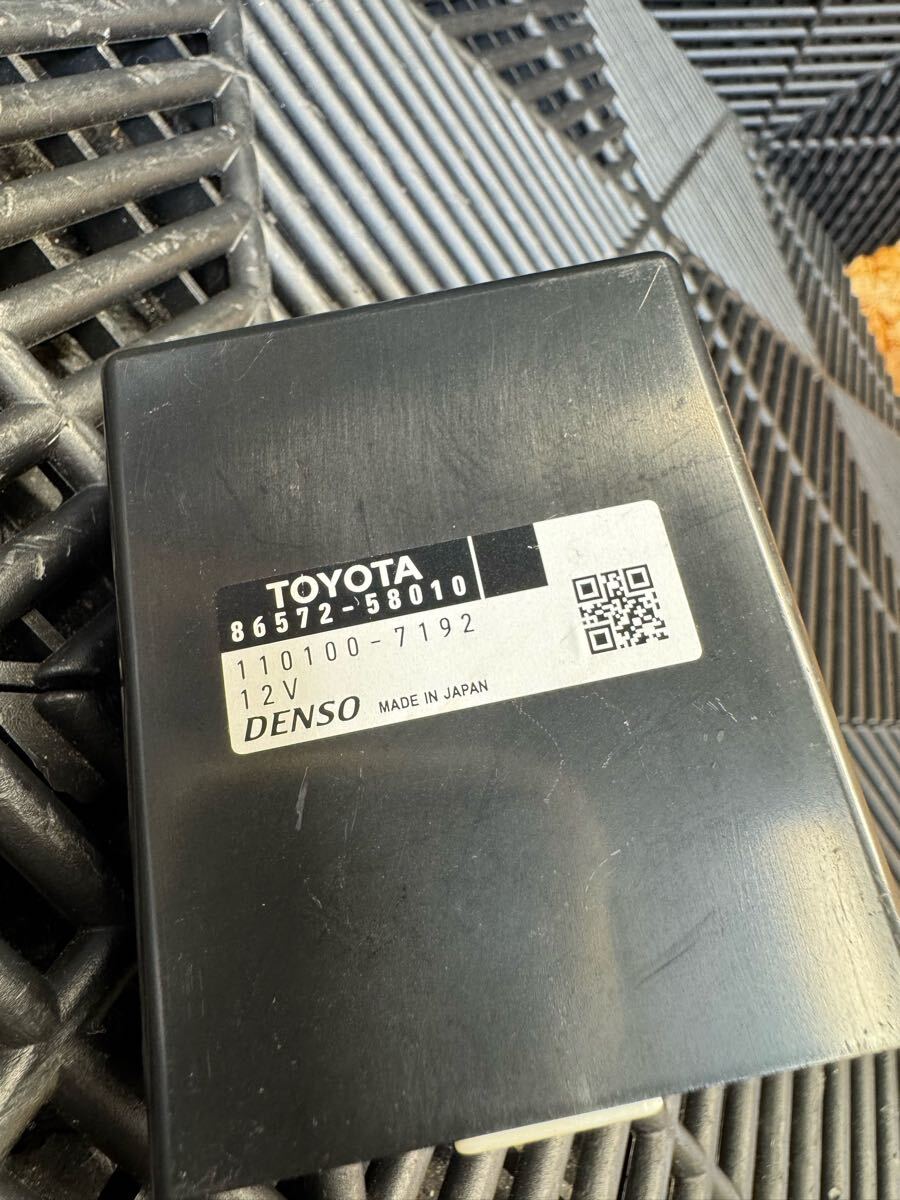 TOYOTA
86572-58010
110100-7192
12V
DENSO MADE IN JAPAN